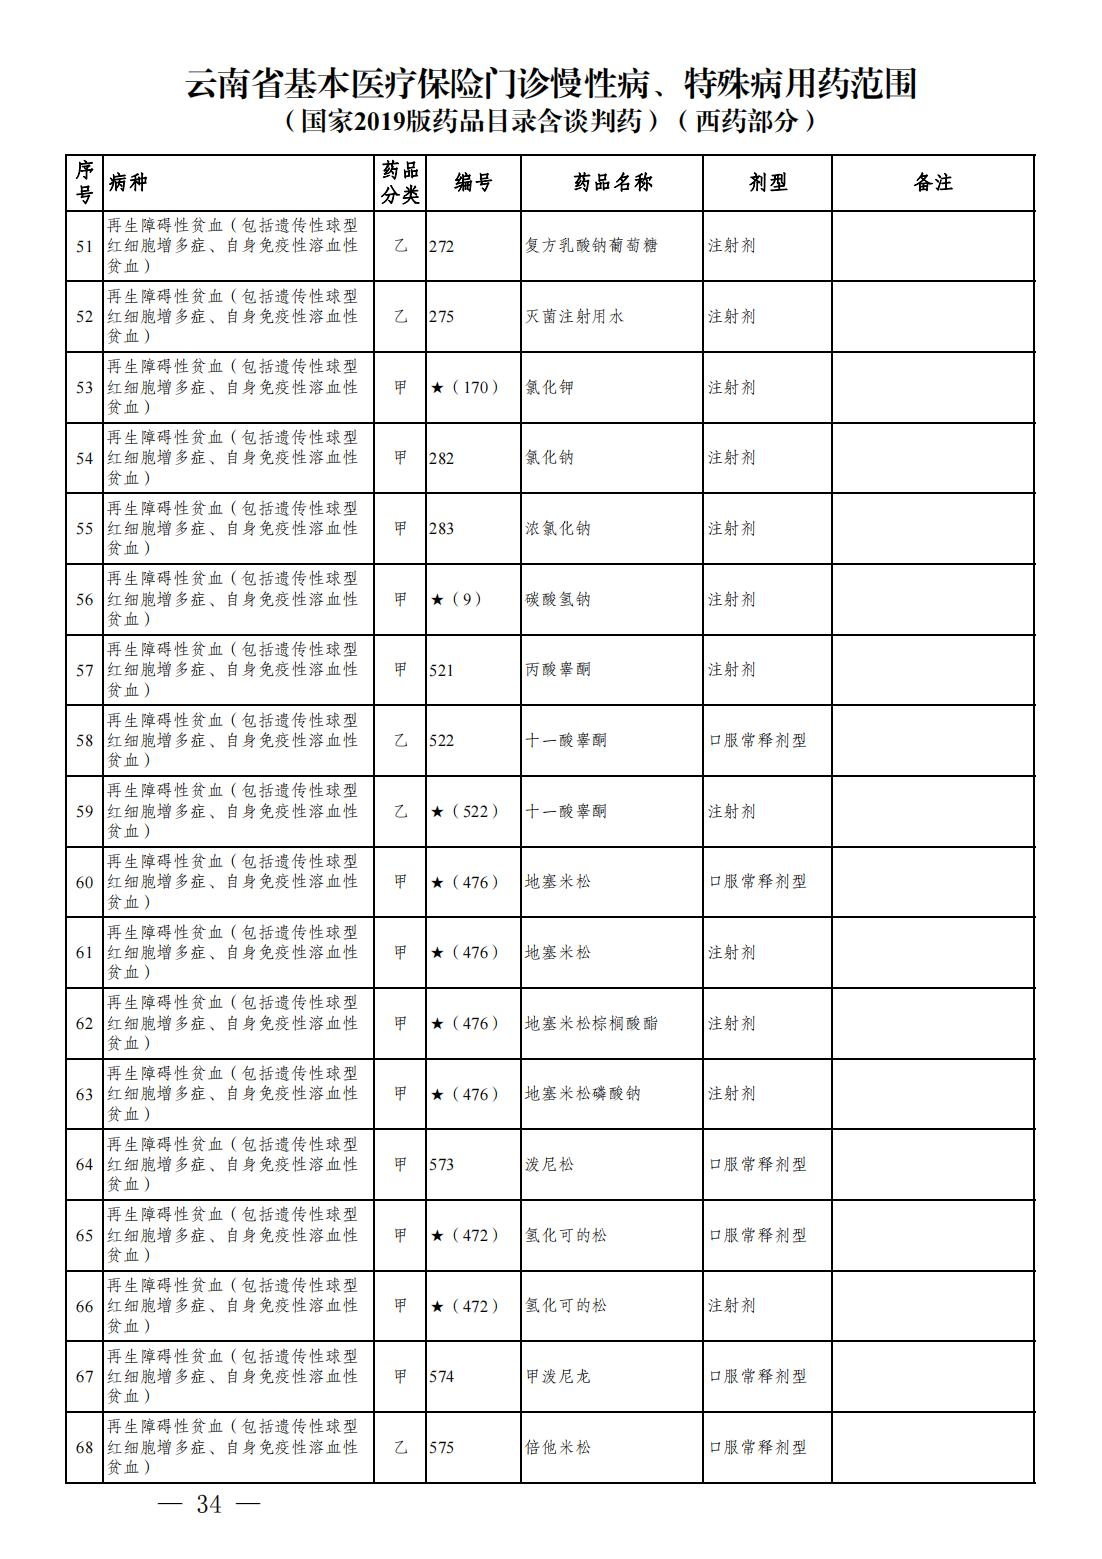 云南省基本医疗保险门诊慢性病、特殊病用药范围
（国家2019版药品目录含谈判药）（西药部分）
序号 病种 药品分类 编号 药品名称 剂型 备注
51 再生障碍性贫血（包括遗传性球型红细胞增多症、自身免疫性溶血性贫血） 乙 272 复方乳酸钠葡萄糖 注射剂
52 再生障碍性贫血（包括遗传性球型红细胞增多症、自身免疫性溶血性贫血） 乙 275 灭菌注射用水 注射剂
53 再生障碍性贫血（包括遗传性球型红细胞增多症、自身免疫性溶血性贫血） 甲 ★（170） 氯化钾 注射剂
54 再生障碍性贫血（包括遗传性球型红细胞增多症、自身免疫性溶血性贫血） 甲 282 氯化钠 注射剂
55 再生障碍性贫血（包括遗传性球型红细胞增多症、自身免疫性溶血性贫血） 甲 283 浓氯化钠 注射剂
56 再生障碍性贫血（包括遗传性球型红细胞增多症、自身免疫性溶血性贫血） 甲 ★（9） 碳酸氢钠 注射剂
57 再生障碍性贫血（包括遗传性球型红细胞增多症、自身免疫性溶血性贫血） 甲 521 丙酸睾酮 注射剂
58 再生障碍性贫血（包括遗传性球型红细胞增多症、自身免疫性溶血性贫血） 乙 522 十一酸睾酮 口服常释剂型
59 再生障碍性贫血（包括遗传性球型红细胞增多症、自身免疫性溶血性贫血） 乙 ★（522） 十一酸睾酮 注射剂
60 再生障碍性贫血（包括遗传性球型红细胞增多症、自身免疫性溶血性贫血） 甲 ★（476） 地塞米松 口服常释剂型
61 再生障碍性贫血（包括遗传性球型红细胞增多症、自身免疫性溶血性贫血） 甲 ★（476） 地塞米松 注射剂
62 再生障碍性贫血（包括遗传性球型红细胞增多症、自身免疫性溶血性贫血） 甲 ★（476） 地塞米松棕榈酸酯 注射剂
63 再生障碍性贫血（包括遗传性球型红细胞增多症、自身免疫性溶血性贫血） 甲 ★（476） 地塞米松磷酸钠 注射剂
64 再生障碍性贫血（包括遗传性球型红细胞增多症、自身免疫性溶血性贫血） 甲 573 泼尼松 口服常释剂型
65 再生障碍性贫血（包括遗传性球型红细胞增多症、自身免疫性溶血性贫血） 甲 ★（472） 氢化可的松 口服常释剂型
66 再生障碍性贫血（包括遗传性球型红细胞增多症、自身免疫性溶血性贫血） 甲 ★（472） 氢化可的松 注射剂
67 再生障碍性贫血（包括遗传性球型红细胞增多症、自身免疫性溶血性贫血） 甲 574 甲泼尼龙 口服常释剂型
68 再生障碍性贫血（包括遗传性球型红细胞增多症、自身免疫性溶血性贫血） 乙 575 倍他米松 口服常释剂型
— 34 —